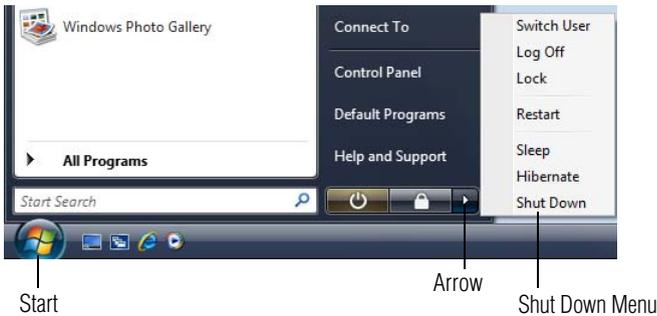 Windows Photo Gallery
All Programs
Start Search
Connect To
Control Panel
Default Programs
Help and Support
Switch User
Log Off
Lock
Restart
Sleep
Hibernate
Shut Down
Start
Arrow
Shut Down Menu